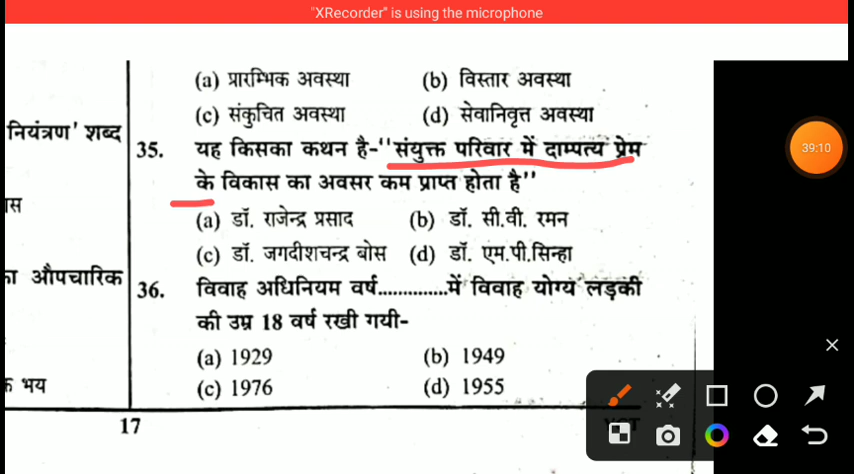 "XRecorder" is using the microphone
(a) प्रारम्भिक अवस्था (b) विस्तार अवस्था
(c) संकुचित अवस्था (d) सेवानिवृत्त अवस्था
नियंत्रण' शब्द
35. यह किसका कथन है-''संयुक्त परिवार में दाम्पत्य प्रेम
के विकास का अवसर कम प्राप्त होता है''
39:10
(a) डॉ. राजेन्द्र प्रसाद (b) डॉ. सी.वी. रमन
(c) डॉ. जगदीशचन्द्र बोस (d) डॉ. एम.पी.सिन्हा
औपचारिक
36. विवाह अधिनियम वर्ष..............में विवाह योग्य लड़की
की उम्र 18 वर्ष रखी गयी-
(a) 1929 (b) 1949
भय
(c) 1976 (d) 1955
17